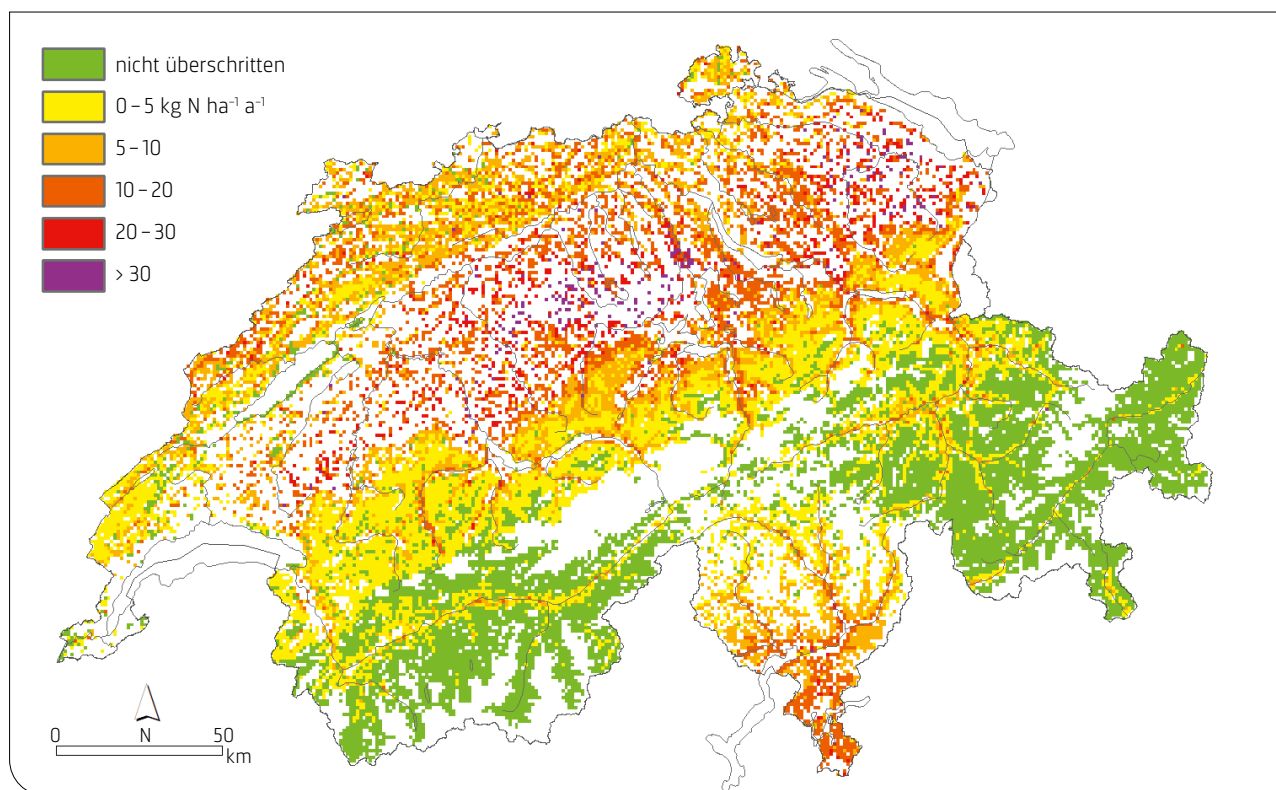 nicht überschritten
0 – 5 kg N ha⁻¹ a⁻¹
5 – 10
10 – 20
20 – 30
> 30
0 N 50
km